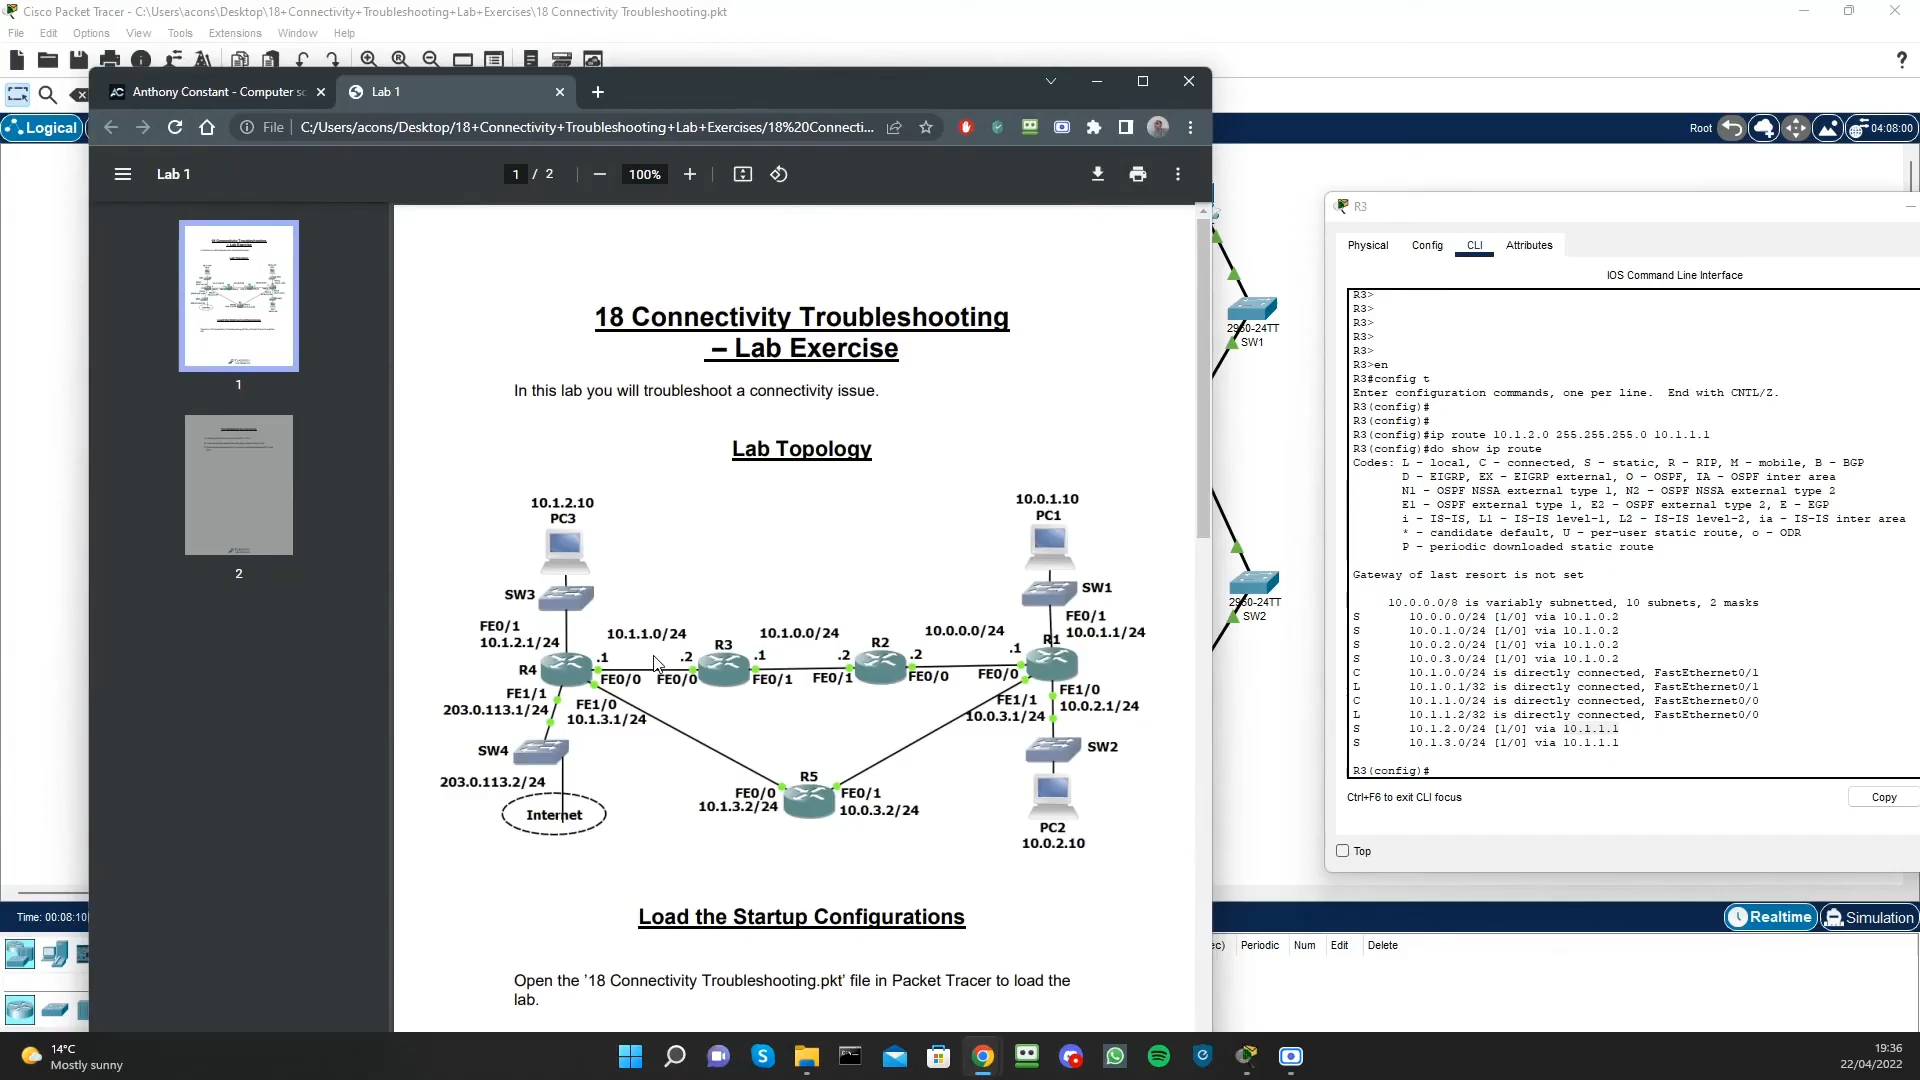 Cisco Packet Tracer - C:\Users\acons\Desktop\18+Connectivity+Troubleshooting+Lab+Exercises\18 Connectivity Troubleshooting.pkt
File Edit Options View Tools Extensions Window Help
Anthony Constant - Computer sc
Lab 1
Logical
File C:/Users/acons/Desktop/18+Connectivity+Troubleshooting+Lab+Exercises/18%20Connecti...
Root
04:08:00
Lab 1
1 / 2
100%
1
2
18 Connectivity Troubleshooting
– Lab Exercise
In this lab you will troubleshoot a connectivity issue.
Lab Topology
10.1.2.10
PC3
10.0.1.10
PC1
SW3
SW1
FE0/1
10.1.2.1/24
10.1.1.0/24
10.1.0.0/24
10.0.0.0/24
FE0/1
10.0.1.1/24
R3
R2
R1
.1
.2
.1
.2
.2
.1
R4
FE0/0
FE0/0
FE0/1
FE0/1
FE0/0
FE0/0
FE1/1
203.0.113.1/24
FE1/0
10.1.3.1/24
FE1/1
10.0.3.1/24
FE1/0
10.0.2.1/24
SW4
SW2
203.0.113.2/24
Internet
R5
FE0/0
10.1.3.2/24
FE0/1
10.0.3.2/24
PC2
10.0.2.10
Load the Startup Configurations
Open the '18 Connectivity Troubleshooting.pkt' file in Packet Tracer to load the
lab.
2960-24TT
SW1
2960-24TT
SW2
R3
Physical Config CLI Attributes
IOS Command Line Interface
R3>
R3>
R3>
R3>
R3>
R3>en
R3#config t
Enter configuration commands, one per line. End with CNTL/Z.
R3(config)#
R3(config)#
R3(config)#ip route 10.1.2.0 255.255.255.0 10.1.1.1
R3(config)#do show ip route
Codes: L - local, C - connected, S - static, R - RIP, M - mobile, B - BGP
D - EIGRP, EX - EIGRP external, O - OSPF, IA - OSPF inter area
N1 - OSPF NSSA external type 1, N2 - OSPF NSSA external type 2
E1 - OSPF external type 1, E2 - OSPF external type 2, E - EGP
i - IS-IS, L1 - IS-IS level-1, L2 - IS-IS level-2, ia - IS-IS inter area
* - candidate default, U - per-user static route, o - ODR
P - periodic downloaded static route
Gateway of last resort is not set
10.0.0.0/8 is variably subnetted, 10 subnets, 2 masks
S 10.0.0.0/24 [1/0] via 10.1.0.2
S 10.0.1.0/24 [1/0] via 10.1.0.2
S 10.0.2.0/24 [1/0] via 10.1.0.2
S 10.0.3.0/24 [1/0] via 10.1.0.2
C 10.1.0.0/24 is directly connected, FastEthernet0/1
L 10.1.0.1/32 is directly connected, FastEthernet0/1
C 10.1.1.0/24 is directly connected, FastEthernet0/0
L 10.1.1.2/32 is directly connected, FastEthernet0/0
S 10.1.2.0/24 [1/0] via 10.1.1.1
S 10.1.3.0/24 [1/0] via 10.1.1.1
R3(config)#
Ctrl+F6 to exit CLI focus
Copy
Top
Time: 00:08:10
Realtime
Simulation
ec) Periodic Num Edit Delete
14°C
Mostly sunny
19:36
22/04/2022